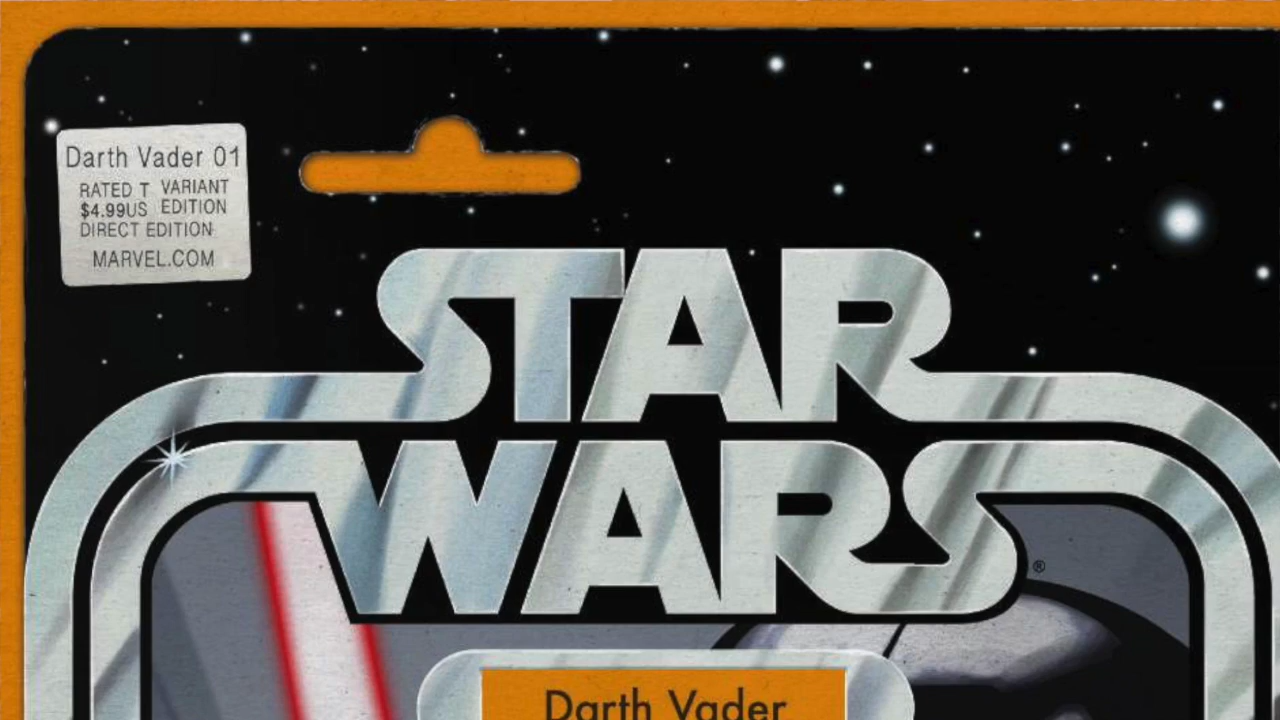 Darth Vader 01
RATED T VARIANT
$4.99US EDITION
DIRECT EDITION
MARVEL.COM
STAR
WARS
®
Darth Vader